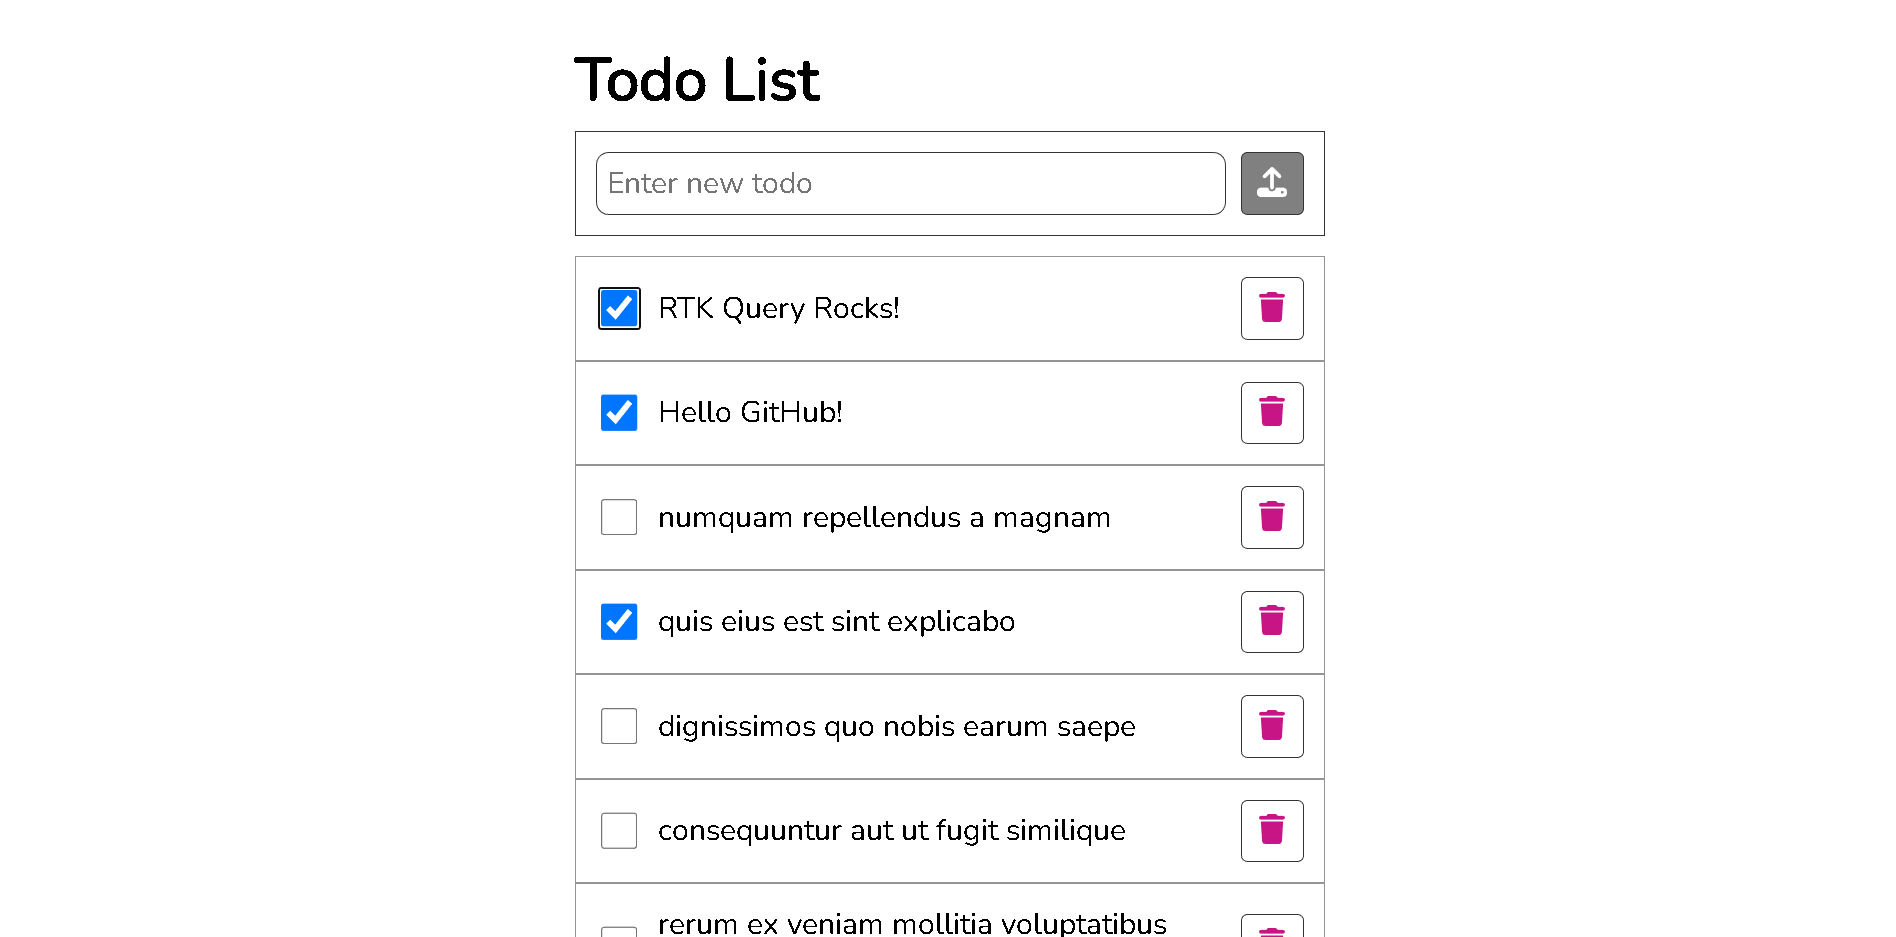 Todo List
Enter new todo
RTK Query Rocks!
Hello GitHub!
numquam repellendus a magnam
quis eius est sint explicabo
dignissimos quo nobis earum saepe
consequuntur aut ut fugit similique
rerum ex veniam mollitia voluptatibus